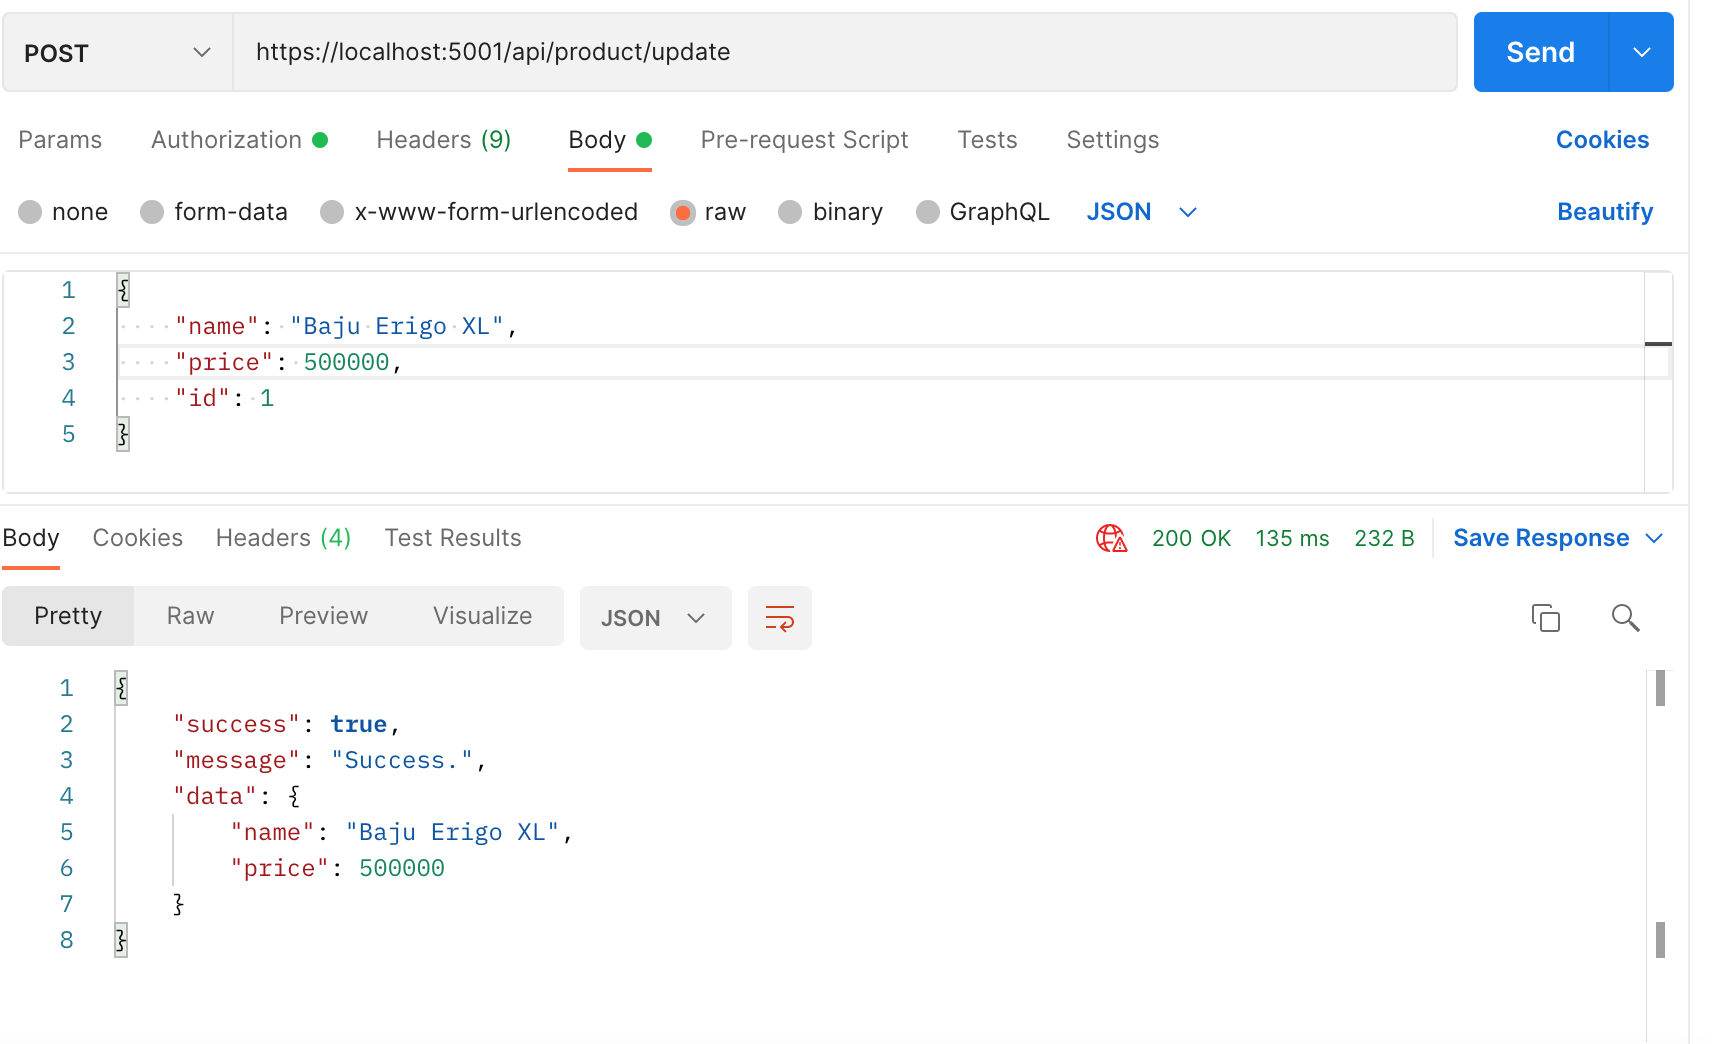 POST https://localhost:5001/api/product/update Send
Params Authorization Headers (9) Body Pre-request Script Tests Settings Cookies
none form-data x-www-form-urlencoded raw binary GraphQL JSON Beautify
1 {
2 "name": "Baju Erigo XL",
3 "price": 500000,
4 "id": 1
5 }
Body Cookies Headers (4) Test Results 200 OK 135 ms 232 B Save Response
Pretty Raw Preview Visualize JSON
1 {
2 "success": true,
3 "message": "Success.",
4 "data": {
5 "name": "Baju Erigo XL",
6 "price": 500000
7 }
8 }